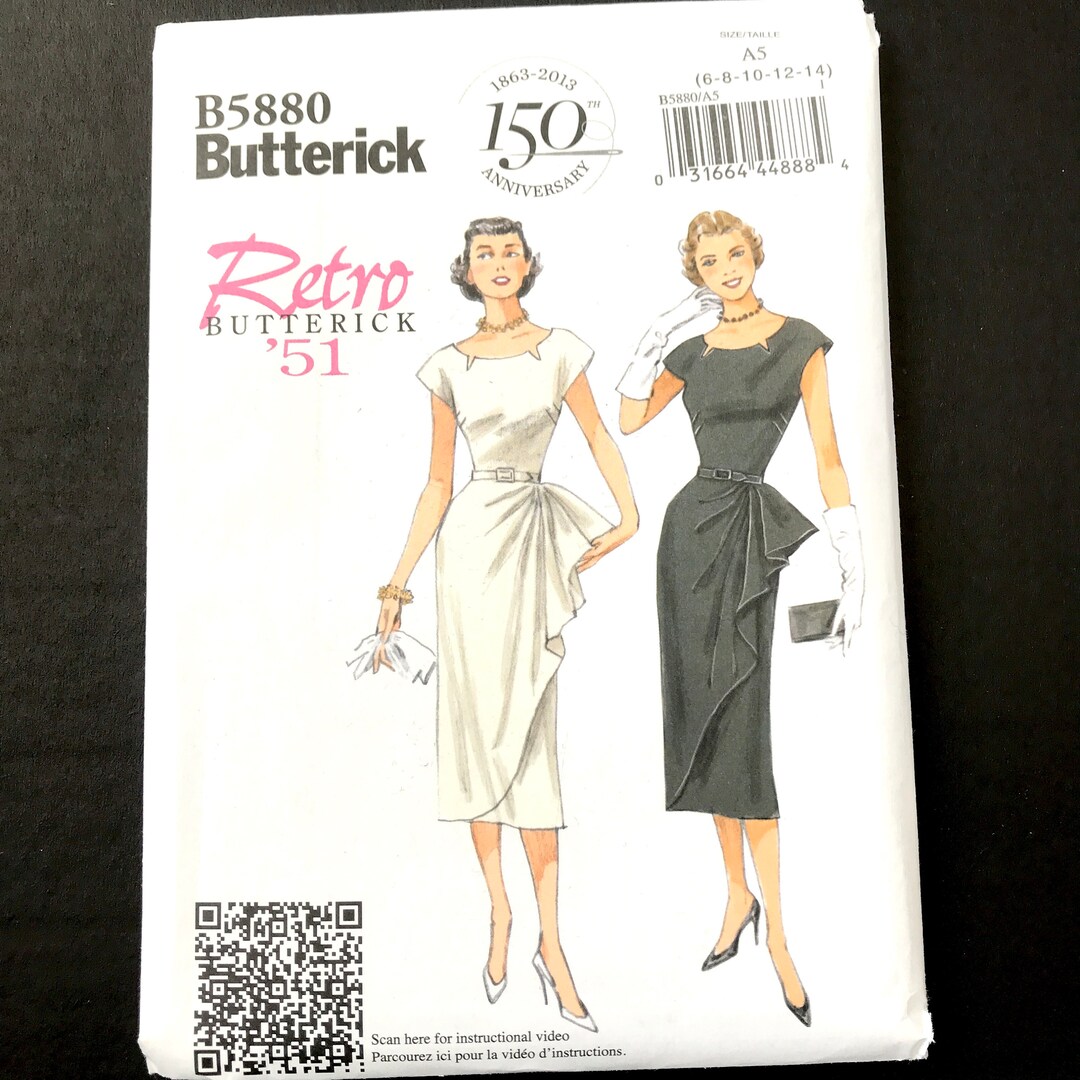 B5880
Butterick
1863-2013
150TH
ANNIVERSARY
SIZE/TAILLE
A5
(6-8-10-12-14)
B5880/A5
0 31664 44888 4
1
Retro
BUTTERICK
'51
Scan here for instructional video
Parcourez ici pour la vidéo d'instructions.